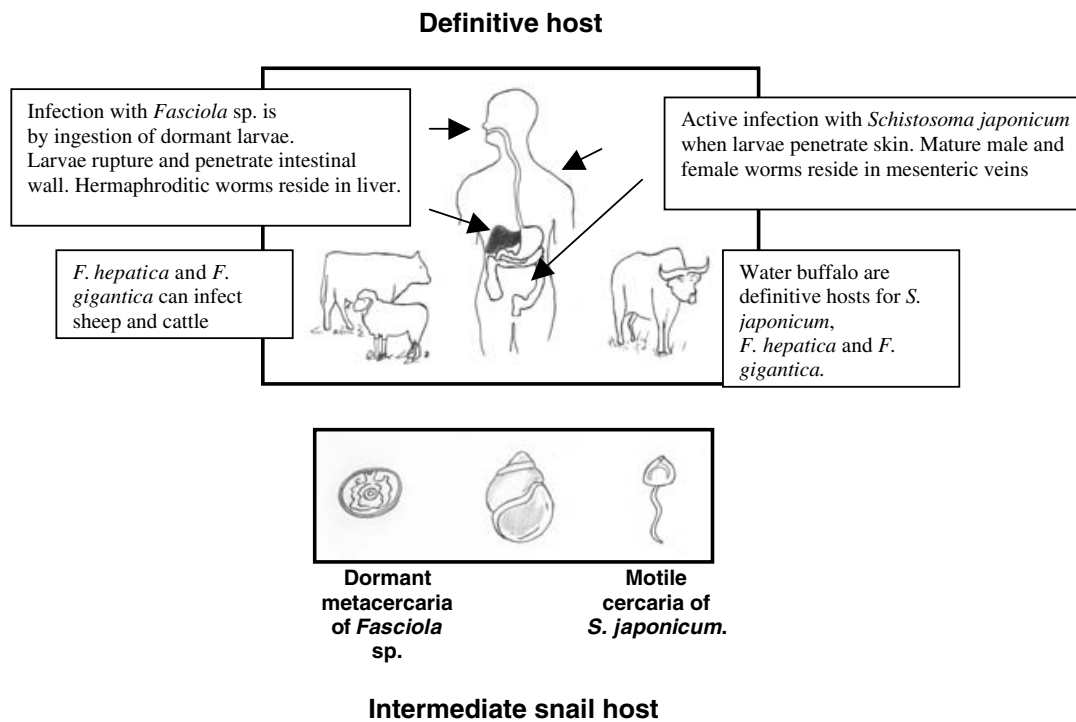 Definitive host
Infection with Fasciola sp. is
by ingestion of dormant larvae.
Larvae rupture and penetrate intestinal
wall. Hermaphroditic worms reside in liver.
Active infection with Schistosoma japonicum
when larvae penetrate skin. Mature male and
female worms reside in mesenteric veins
F. hepatica and F.
gigantica can infect
sheep and cattle
Water buffalo are
definitive hosts for S.
japonicum,
F. hepatica and F.
gigantica.
Dormant
metacercaria
of Fasciola
sp.
Motile
cercaria of
S. japonicum.
Intermediate snail host